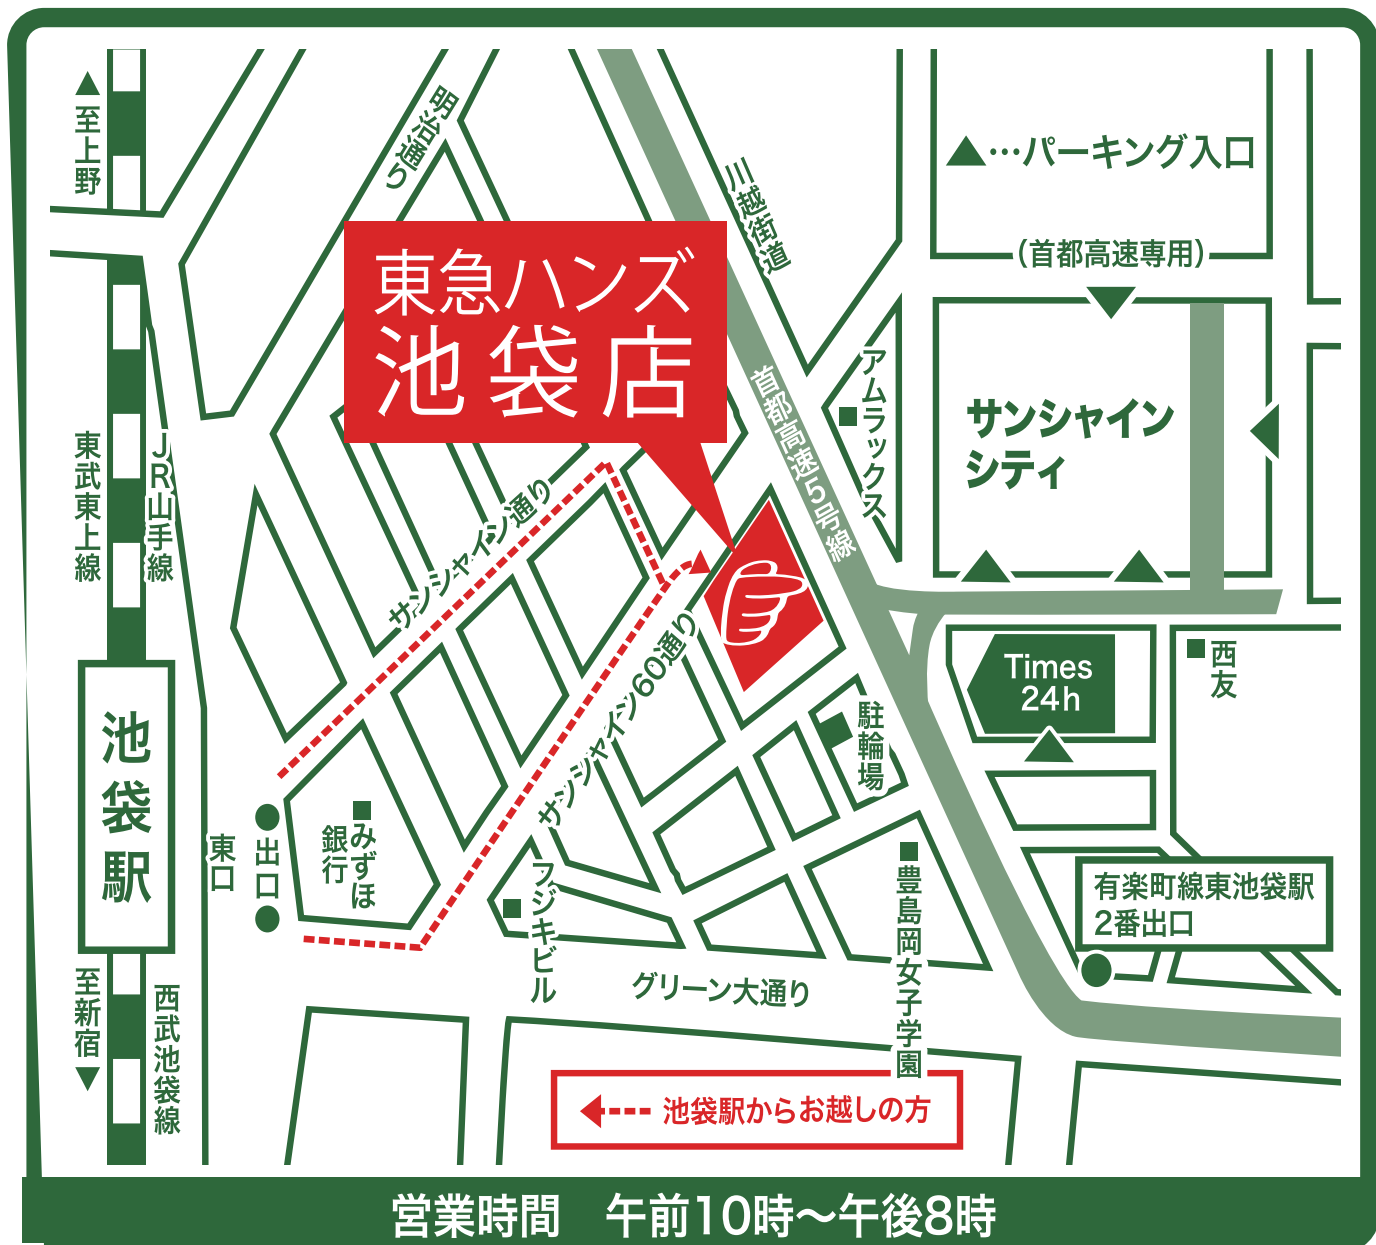 至上野
明治通り
川越街道
…パーキング入口
(首都高速専用)
東急ハンズ
池袋店
首都高速5号線
アムラックス
サンシャイン
シティ
東武東上線
JR山手線
サンシャイン通り
サンシャイン60通り
Times
24h
西友
駐輪場
池袋駅
東口
出口
みずほ
銀行
フジキビル
豊島岡女子学園
有楽町線東池袋駅
2番出口
グリーン大通り
至新宿
西武池袋線
池袋駅からお越しの方
営業時間　午前10時〜午後8時